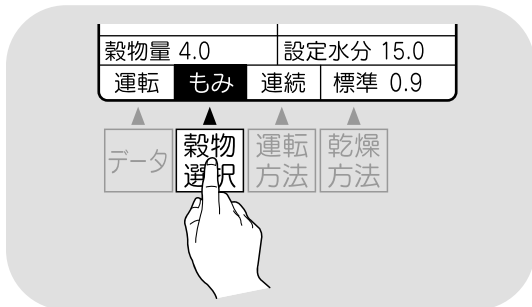 穀物量 4.0 設定水分 15.0
運転 もみ 連続 標準 0.9
データ 穀物選択 運転方法 乾燥方法